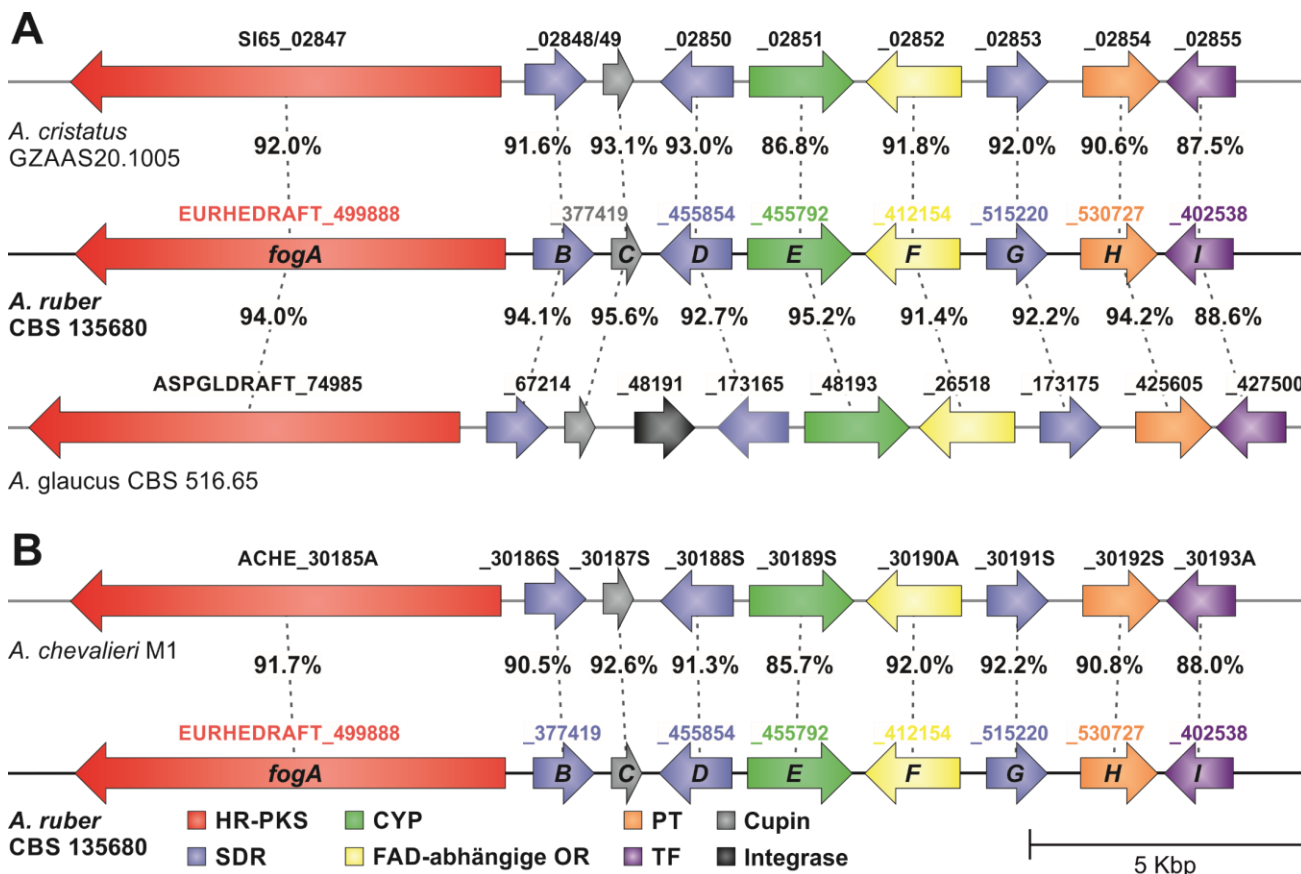 A
SI65_02847 _02848/49 _02850 _02851 _02852 _02853 _02854 _02855
A. cristatus
GZAAS20.1005
92.0% 91.6% 93.1% 93.0% 86.8% 91.8% 92.0% 90.6% 87.5%
EURHEDRAFT_499888 _377419 _455854 _455792 _412154 _515220 _530727 _402538
fogA B C D E F G H I
A. ruber
CBS 135680
94.0% 94.1% 95.6% 92.7% 95.2% 91.4% 92.2% 94.2% 88.6%
ASPGLDRAFT_74985 _67214 _48191 _173165 _48193 _26518 _173175 _425605 _427500
A. glaucus CBS 516.65
B
ACHE_30185A _30186S _30187S _30188S _30189S _30190A _30191S _30192S _30193A
A. chevalieri M1
91.7% 90.5% 92.6% 91.3% 85.7% 92.0% 92.2% 90.8% 88.0%
EURHEDRAFT_499888 _377419 _455854 _455792 _412154 _515220 _530727 _402538
fogA B C D E F G H I
A. ruber
CBS 135680
HR-PKS CYP PT Cupin
SDR FAD-abhängige OR TF Integrase
5 Kbp